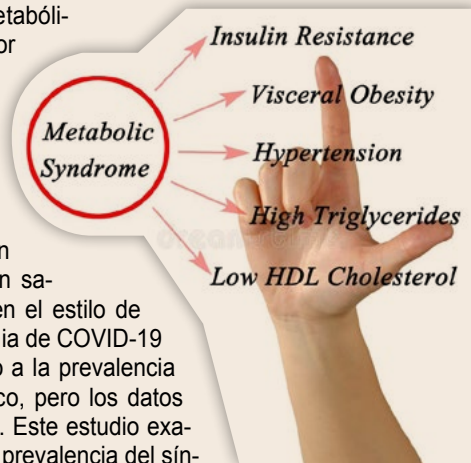 etabóli-
or
n
n sa-
en el estilo de
ia de COVID-19
o a la prevalencia
co, pero los datos
. Este estudio exa-
prevalencia del sín-
Metabolic
Syndrome
Insulin Resistance
Visceral Obesity
Hypertension
High Triglycerides
Low HDL Cholesterol